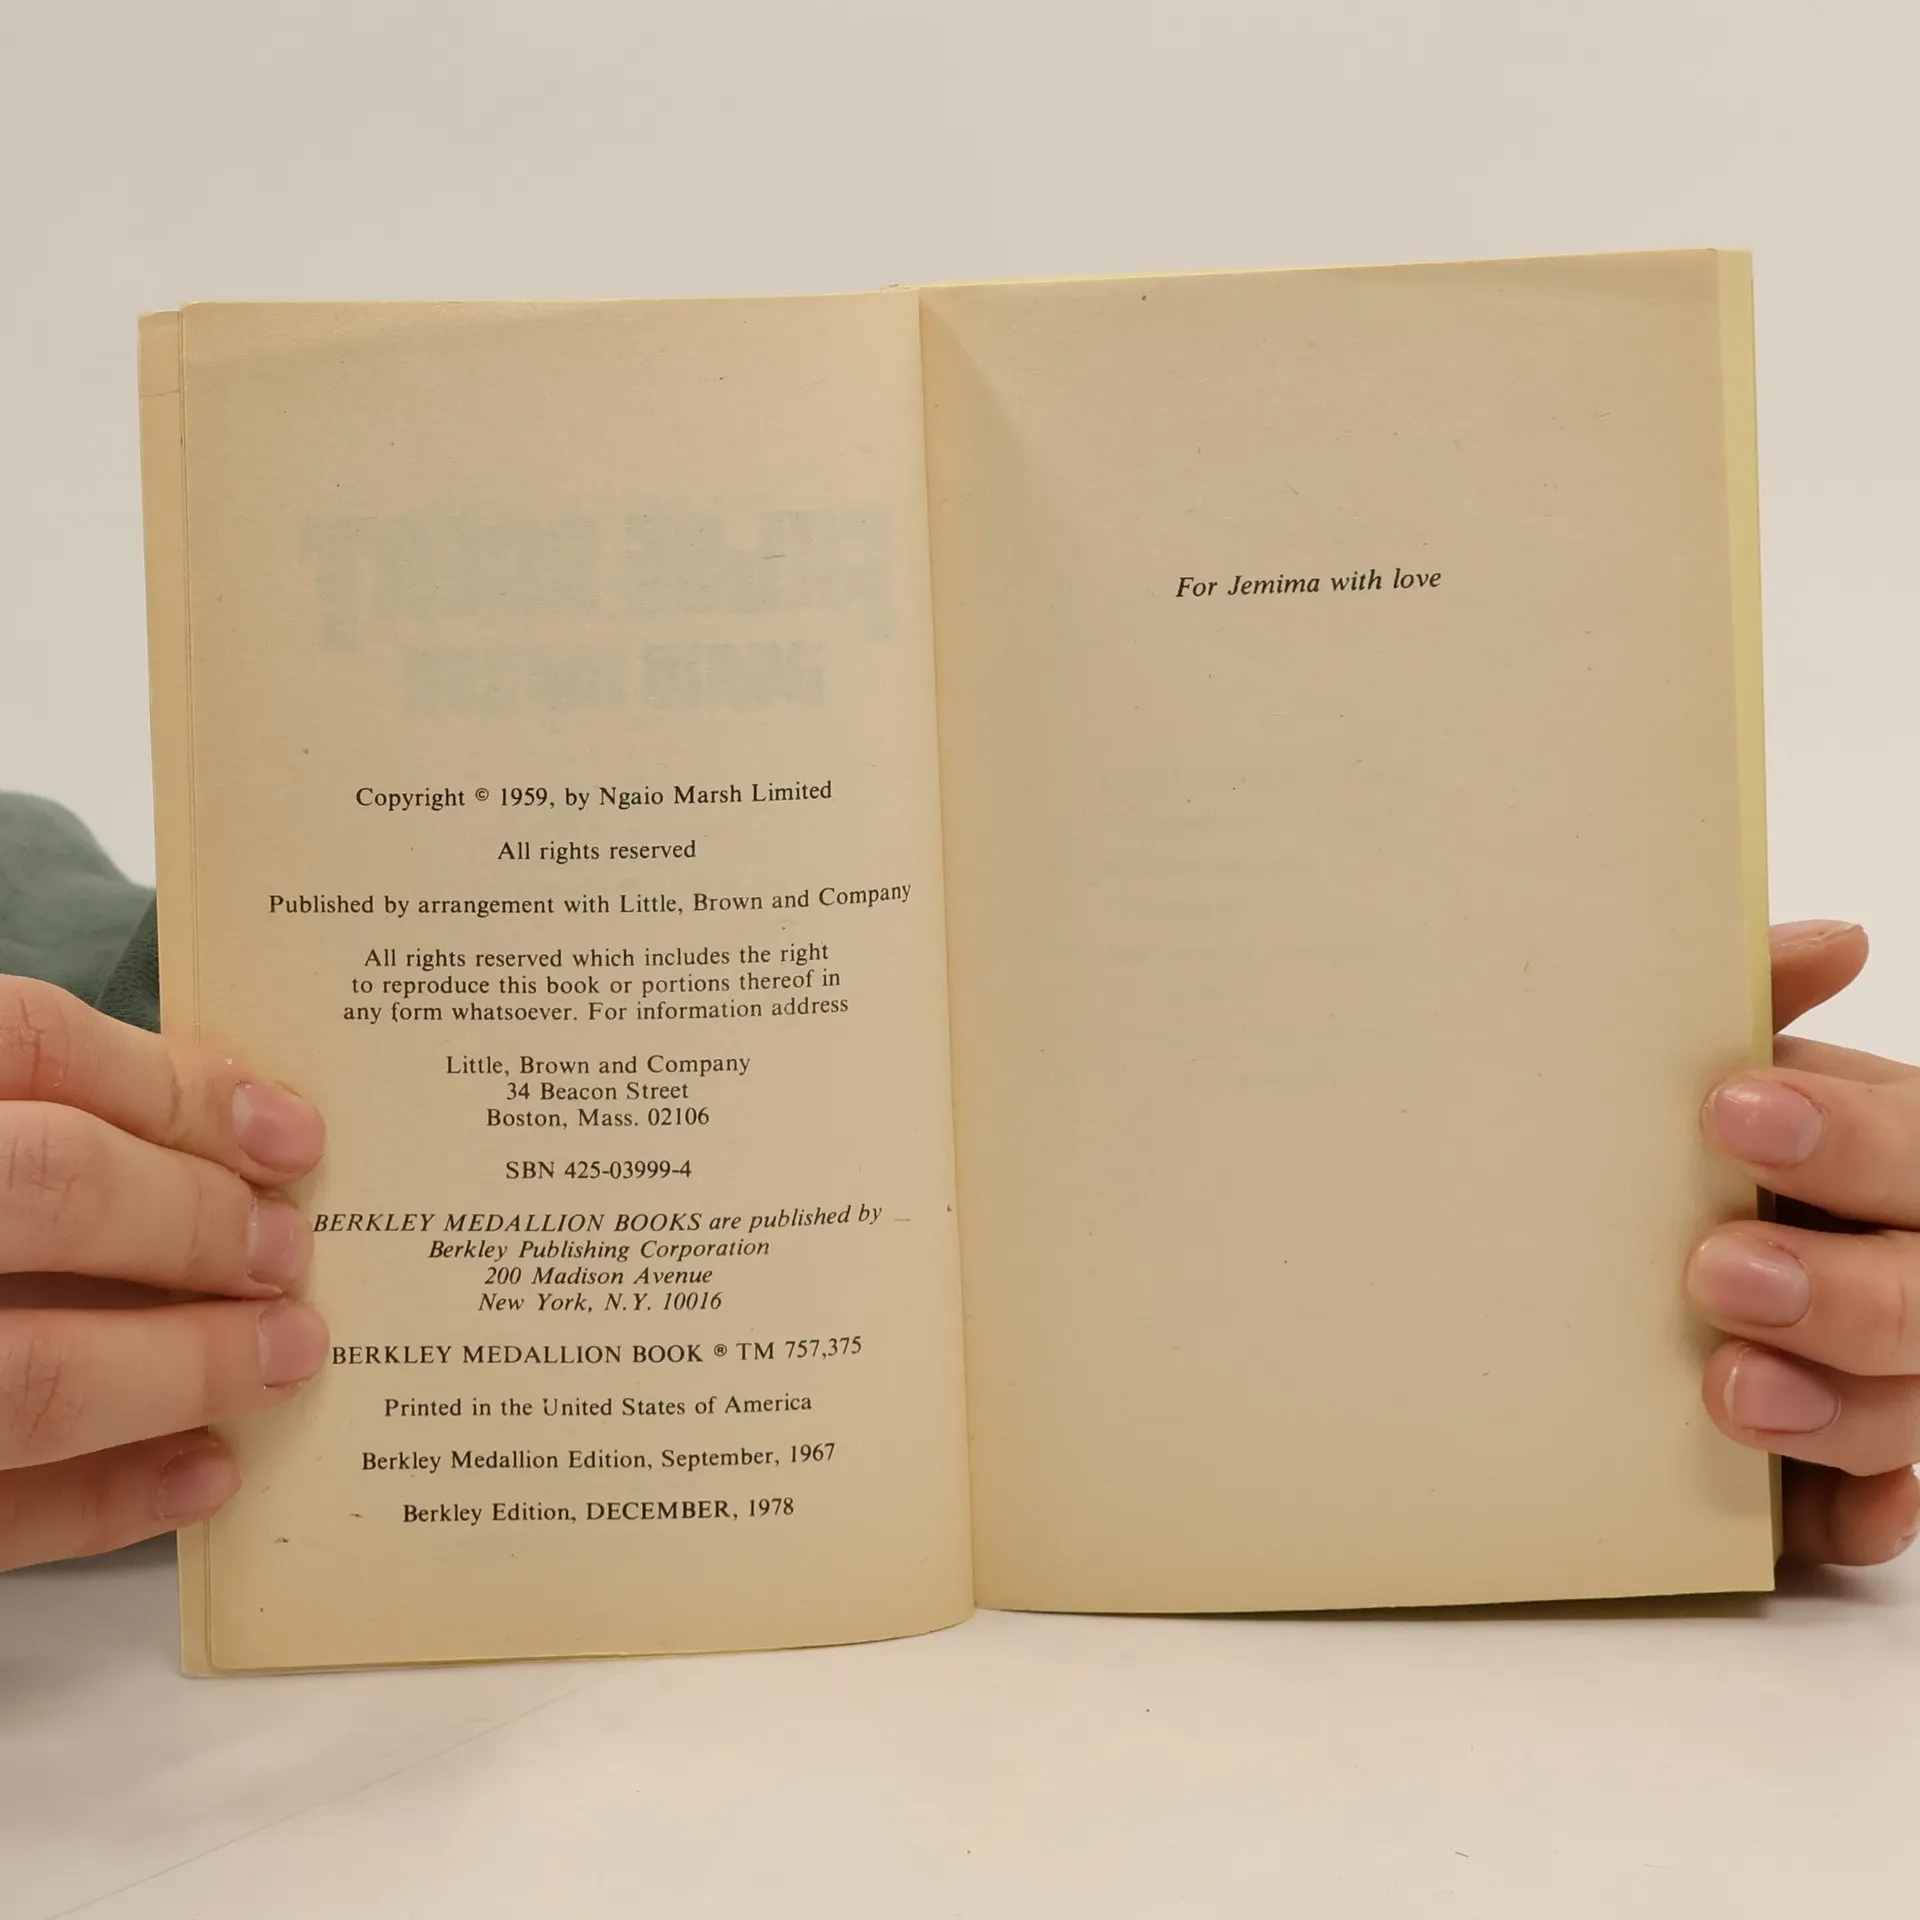 Copyright © 1959, by Ngaio Marsh Limited
All rights reserved
Published by arrangement with Little, Brown and Company
All rights reserved which includes the right
to reproduce this book or portions thereof in
any form whatsoever. For information address
Little, Brown and Company
34 Beacon Street
Boston, Mass. 02106
SBN 425-03999-4
BERKLEY MEDALLION BOOKS are published by
Berkley Publishing Corporation
200 Madison Avenue
New York, N.Y. 10016
BERKLEY MEDALLION BOOK ® TM 757,375
Printed in the United States of America
Berkley Medallion Edition, September, 1967
Berkley Edition, DECEMBER, 1978
For Jemima with love